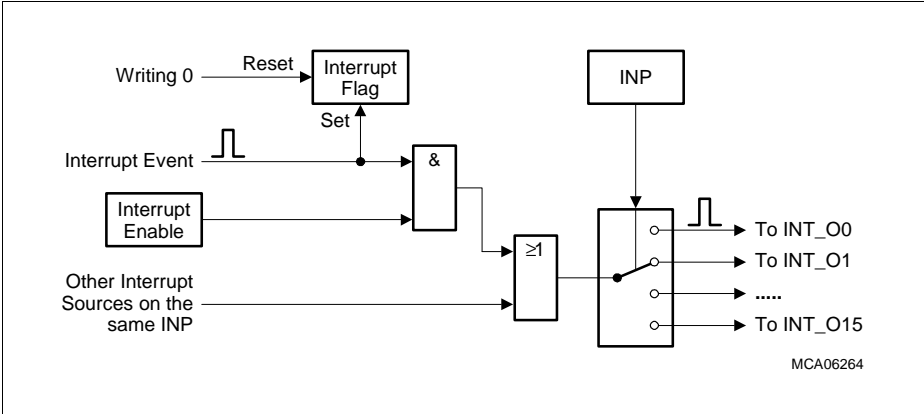 Writing 0
Reset
Interrupt
Flag
INP
Set
Interrupt Event
&
Interrupt
Enable
≥1
Other Interrupt
Sources on the
same INP
To INT_O0
To INT_O1
.....
To INT_O15
MCA06264